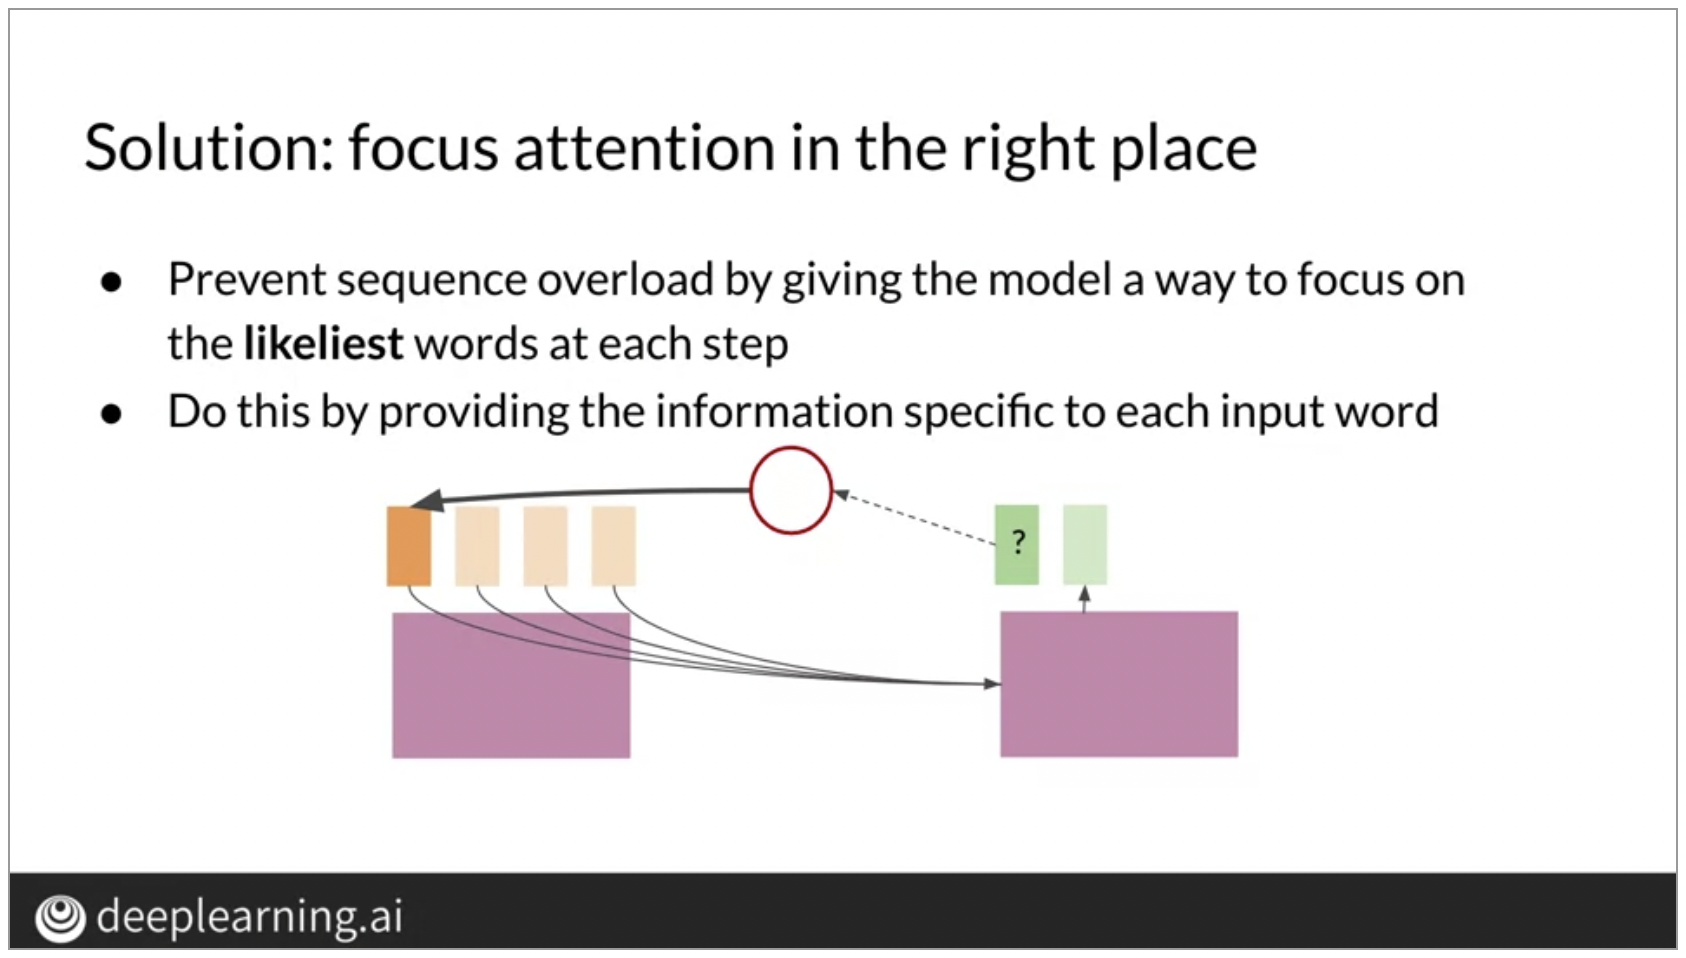 Solution: focus attention in the right place
● Prevent sequence overload by giving the model a way to focus on
the likeliest words at each step
● Do this by providing the information specific to each input word
?
deeplearning.ai